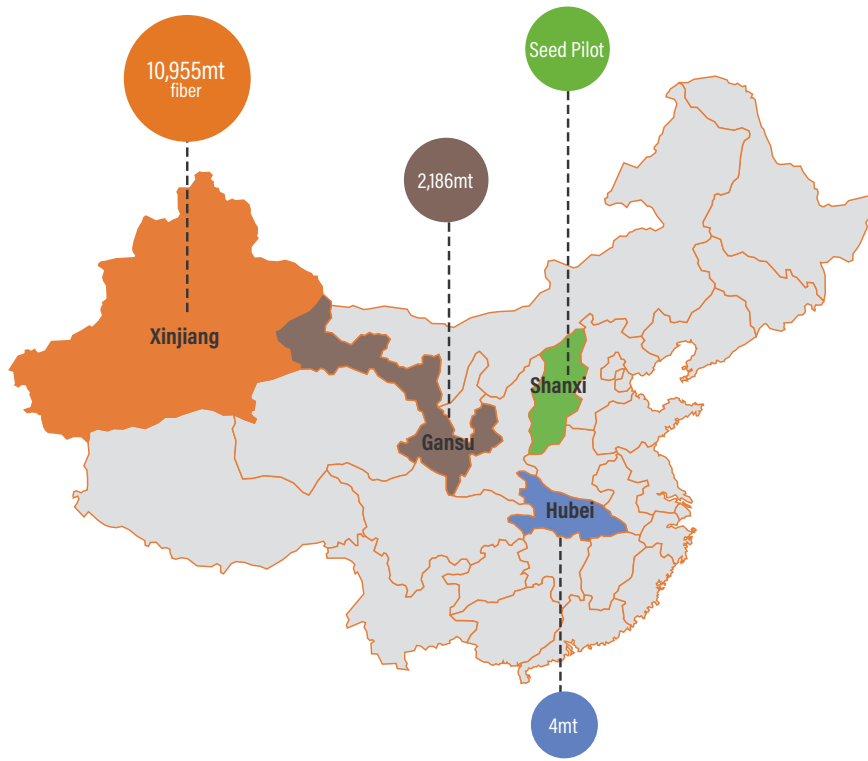 Seed Pilot
10,955mt
fiber
2,186mt
Xinjiang
Shanxi
Gansu
Hubei
4mt